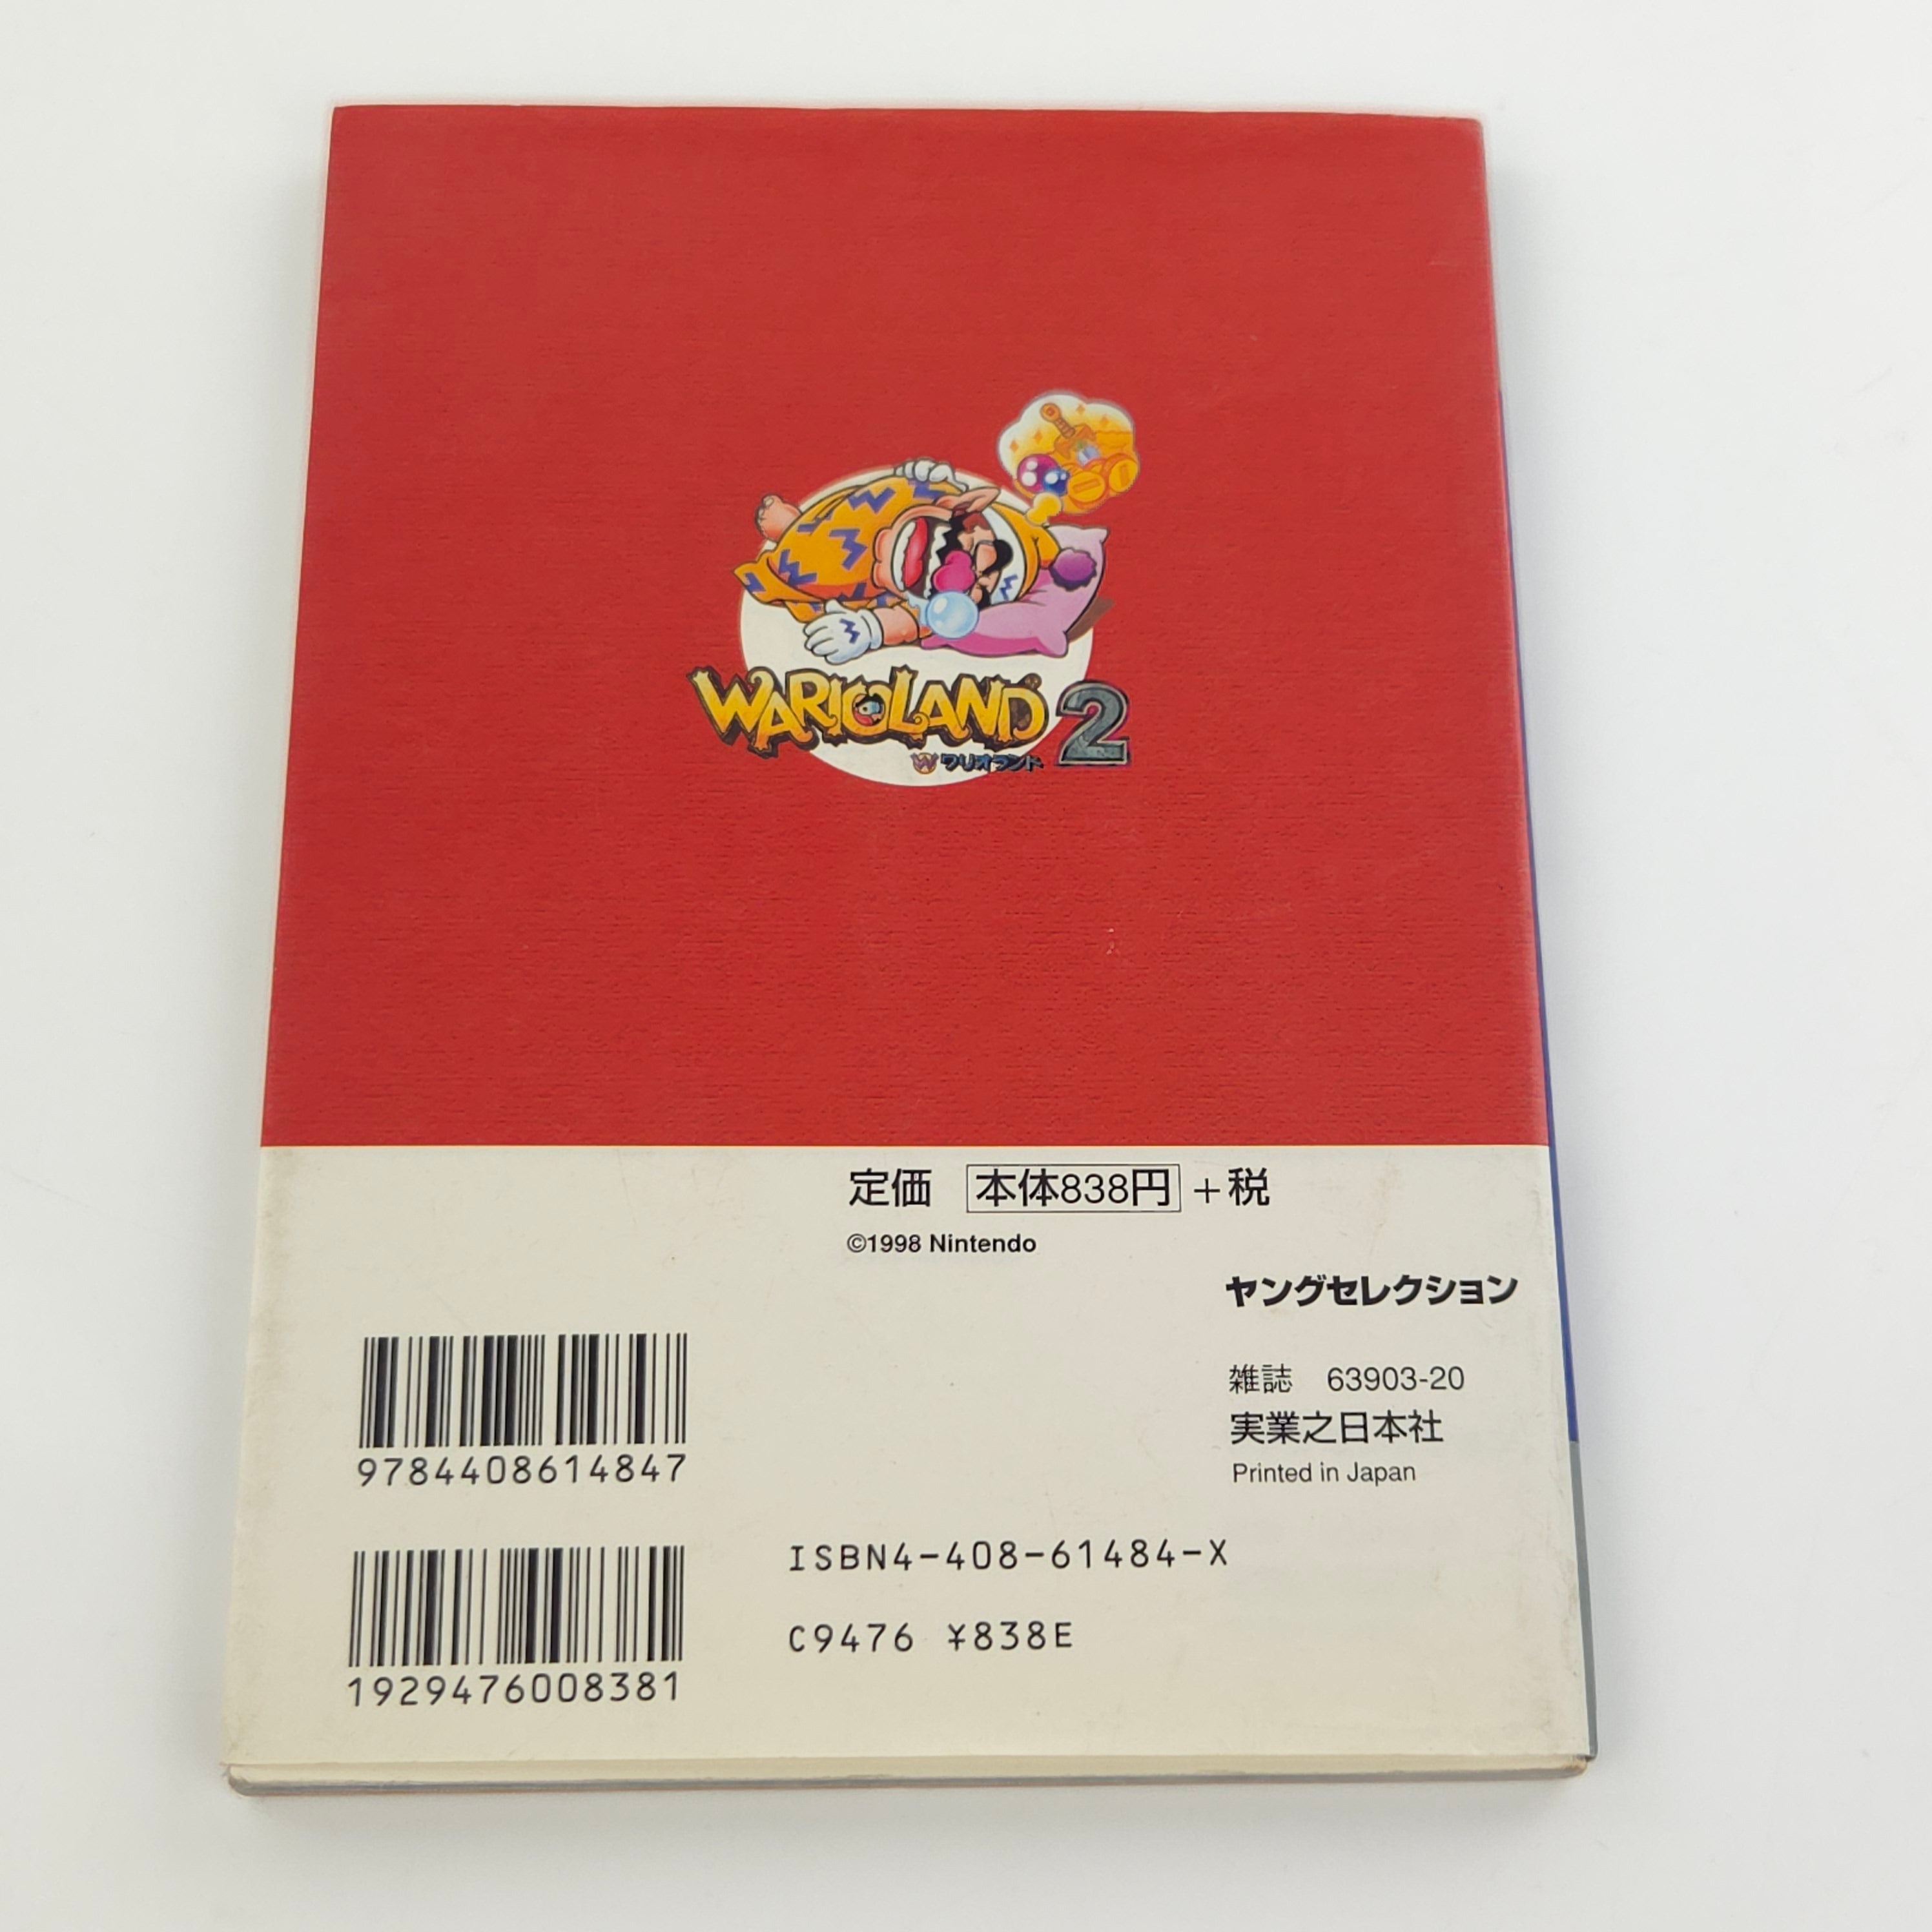 WARIOLAND 2
ワリオランド
定価 本体838円 + 税
©1998 Nintendo
ヤングセレクション
雑誌 63903-20
実業之日本社
Printed in Japan
9784408614847
ISBN4-408-61484-X
C9476 ¥838E
1929476008381